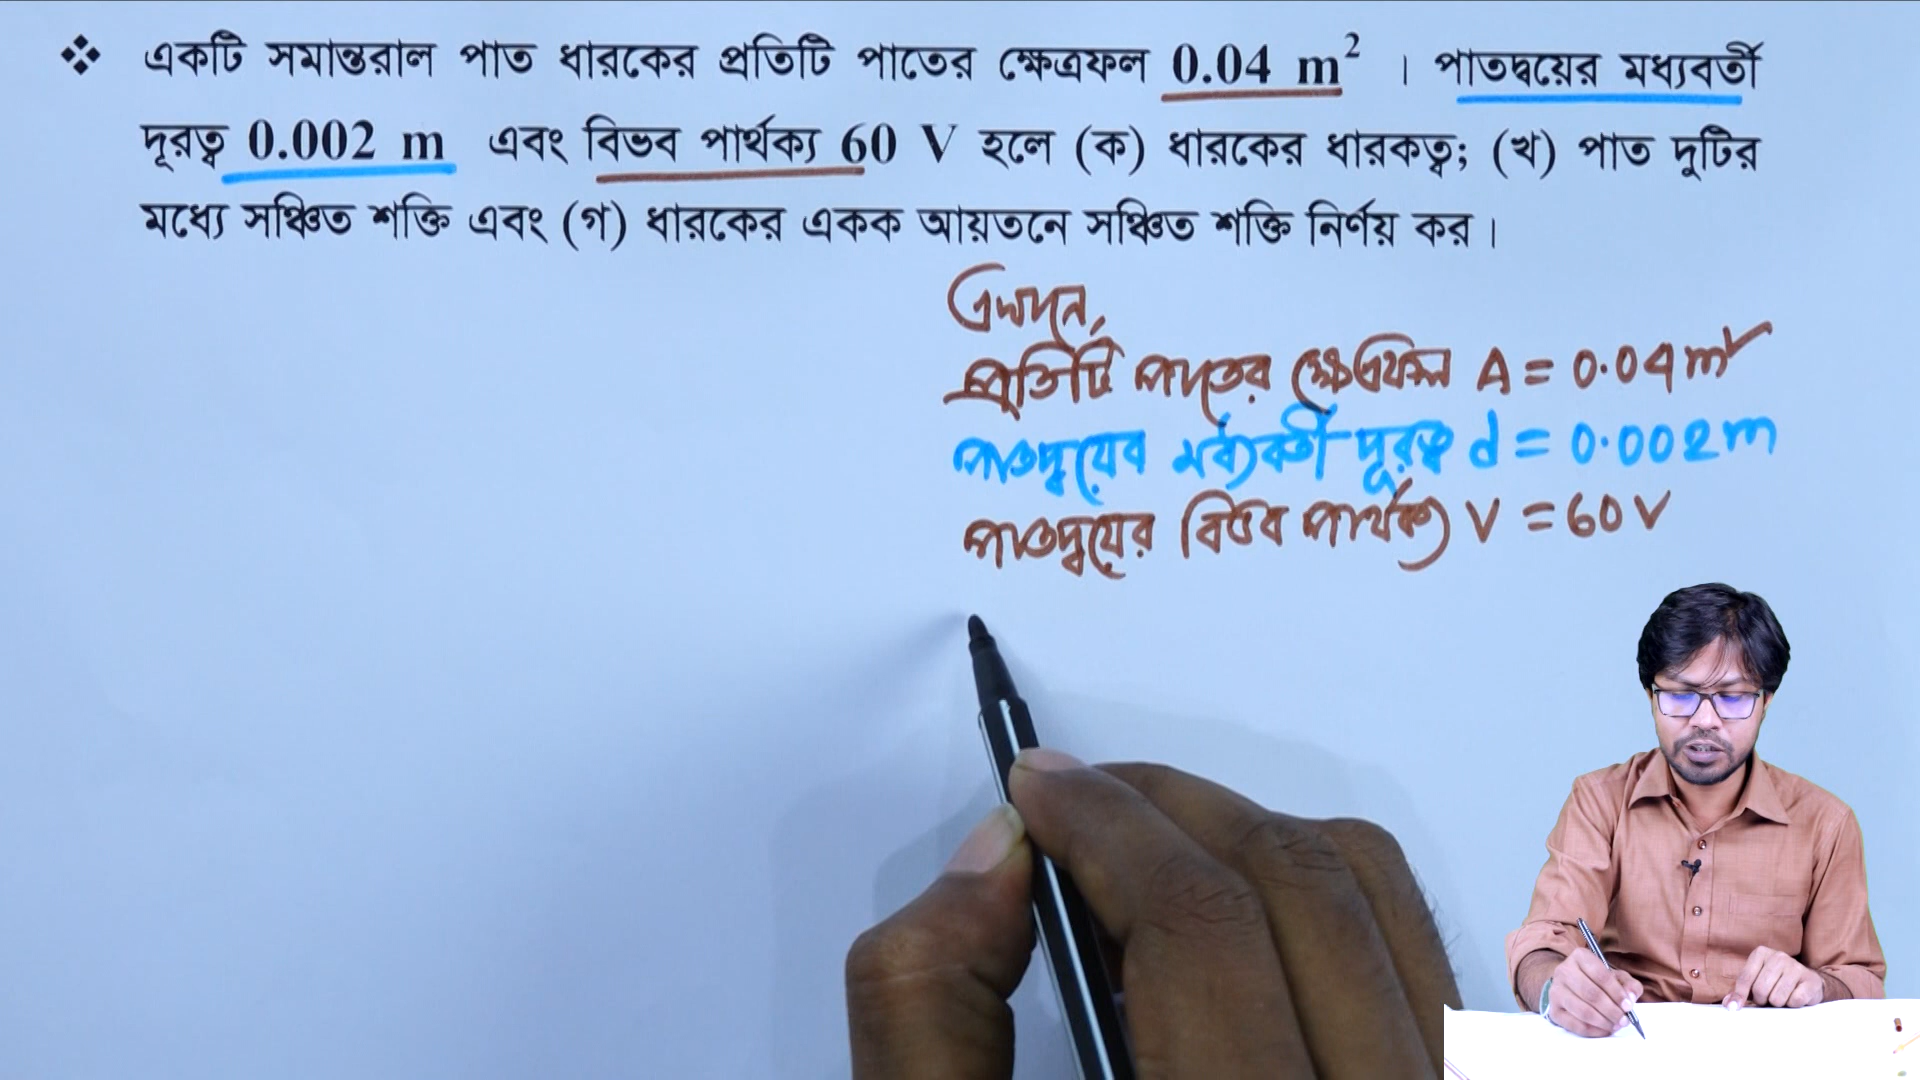 ❖ একটি সমান্তরাল পাত ধারকের প্রতিটি পাতের ক্ষেত্রফল 0.04 m² । পাতদ্বয়ের মধ্যবর্তী
দূরত্ব 0.002 m এবং বিভব পার্থক্য 60 V হলে (ক) ধারকের ধারকত্ব; (খ) পাত দুটির
মধ্যে সঞ্চিত শক্তি এবং (গ) ধারকের একক আয়তনে সঞ্চিত শক্তি নির্ণয় কর।
এখানে,
প্রতিটি পাতের ক্ষেত্রফল A = 0.04 m²
পাতদ্বয়ের মধ্যবর্তী দূরত্ব d = 0.002 m
পাতদ্বয়ের বিভব পার্থক্য V = 60 V